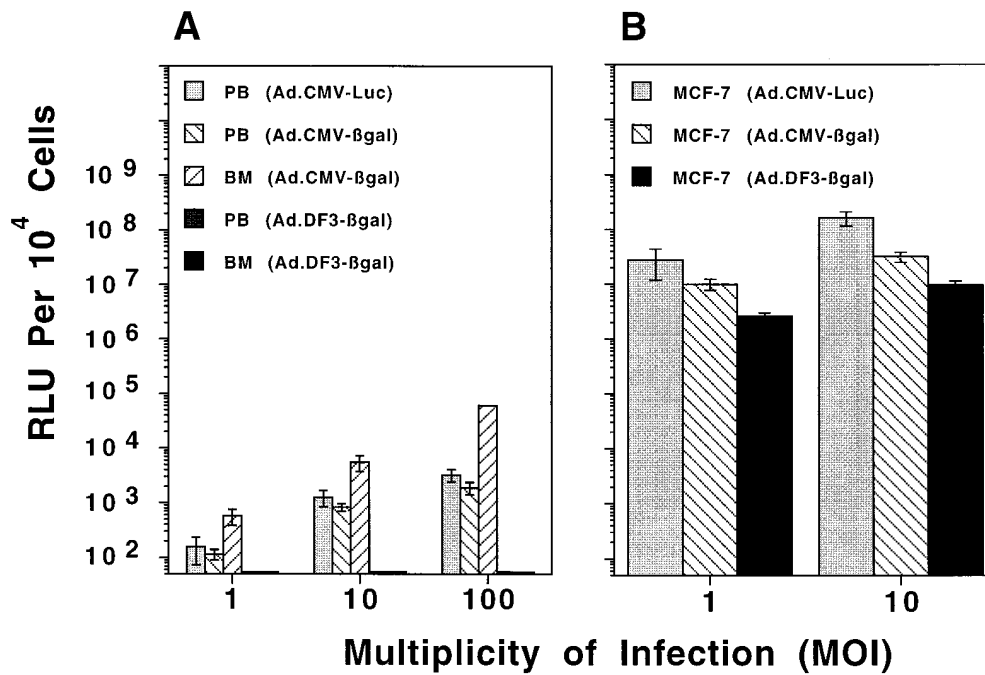 A
B
PB (Ad.CMV-Luc)
PB (Ad.CMV-ßgal)
BM (Ad.CMV-ßgal)
PB (Ad.DF3-ßgal)
BM (Ad.DF3-ßgal)
MCF-7 (Ad.CMV-Luc)
MCF-7 (Ad.CMV-ßgal)
MCF-7 (Ad.DF3-ßgal)
RLU Per 10^4 Cells
10^9
10^8
10^7
10^6
10^5
10^4
10^3
10^2
1 10 100
1 10
Multiplicity of Infection (MOI)